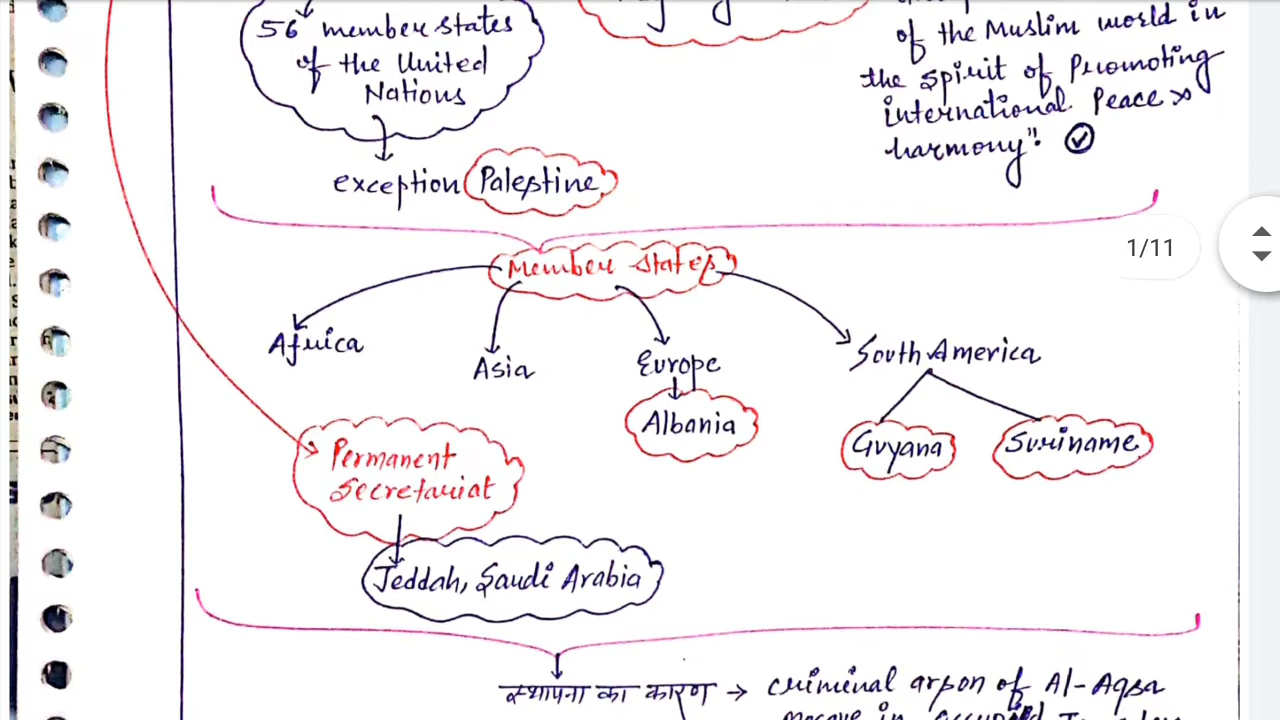 56 member states
of the United
Nations
exception Palestine
of the Muslim world in
the spirit of Promoting
international Peace &
harmony".
1/11
Member States
Africa
Asia
Europe
South America
Albania
Guyana
Suriname
Permanent
Secretariat
Jeddah, Saudi Arabia
स्थापना का कारण → criminal arson of Al-Aqsa
in occupied